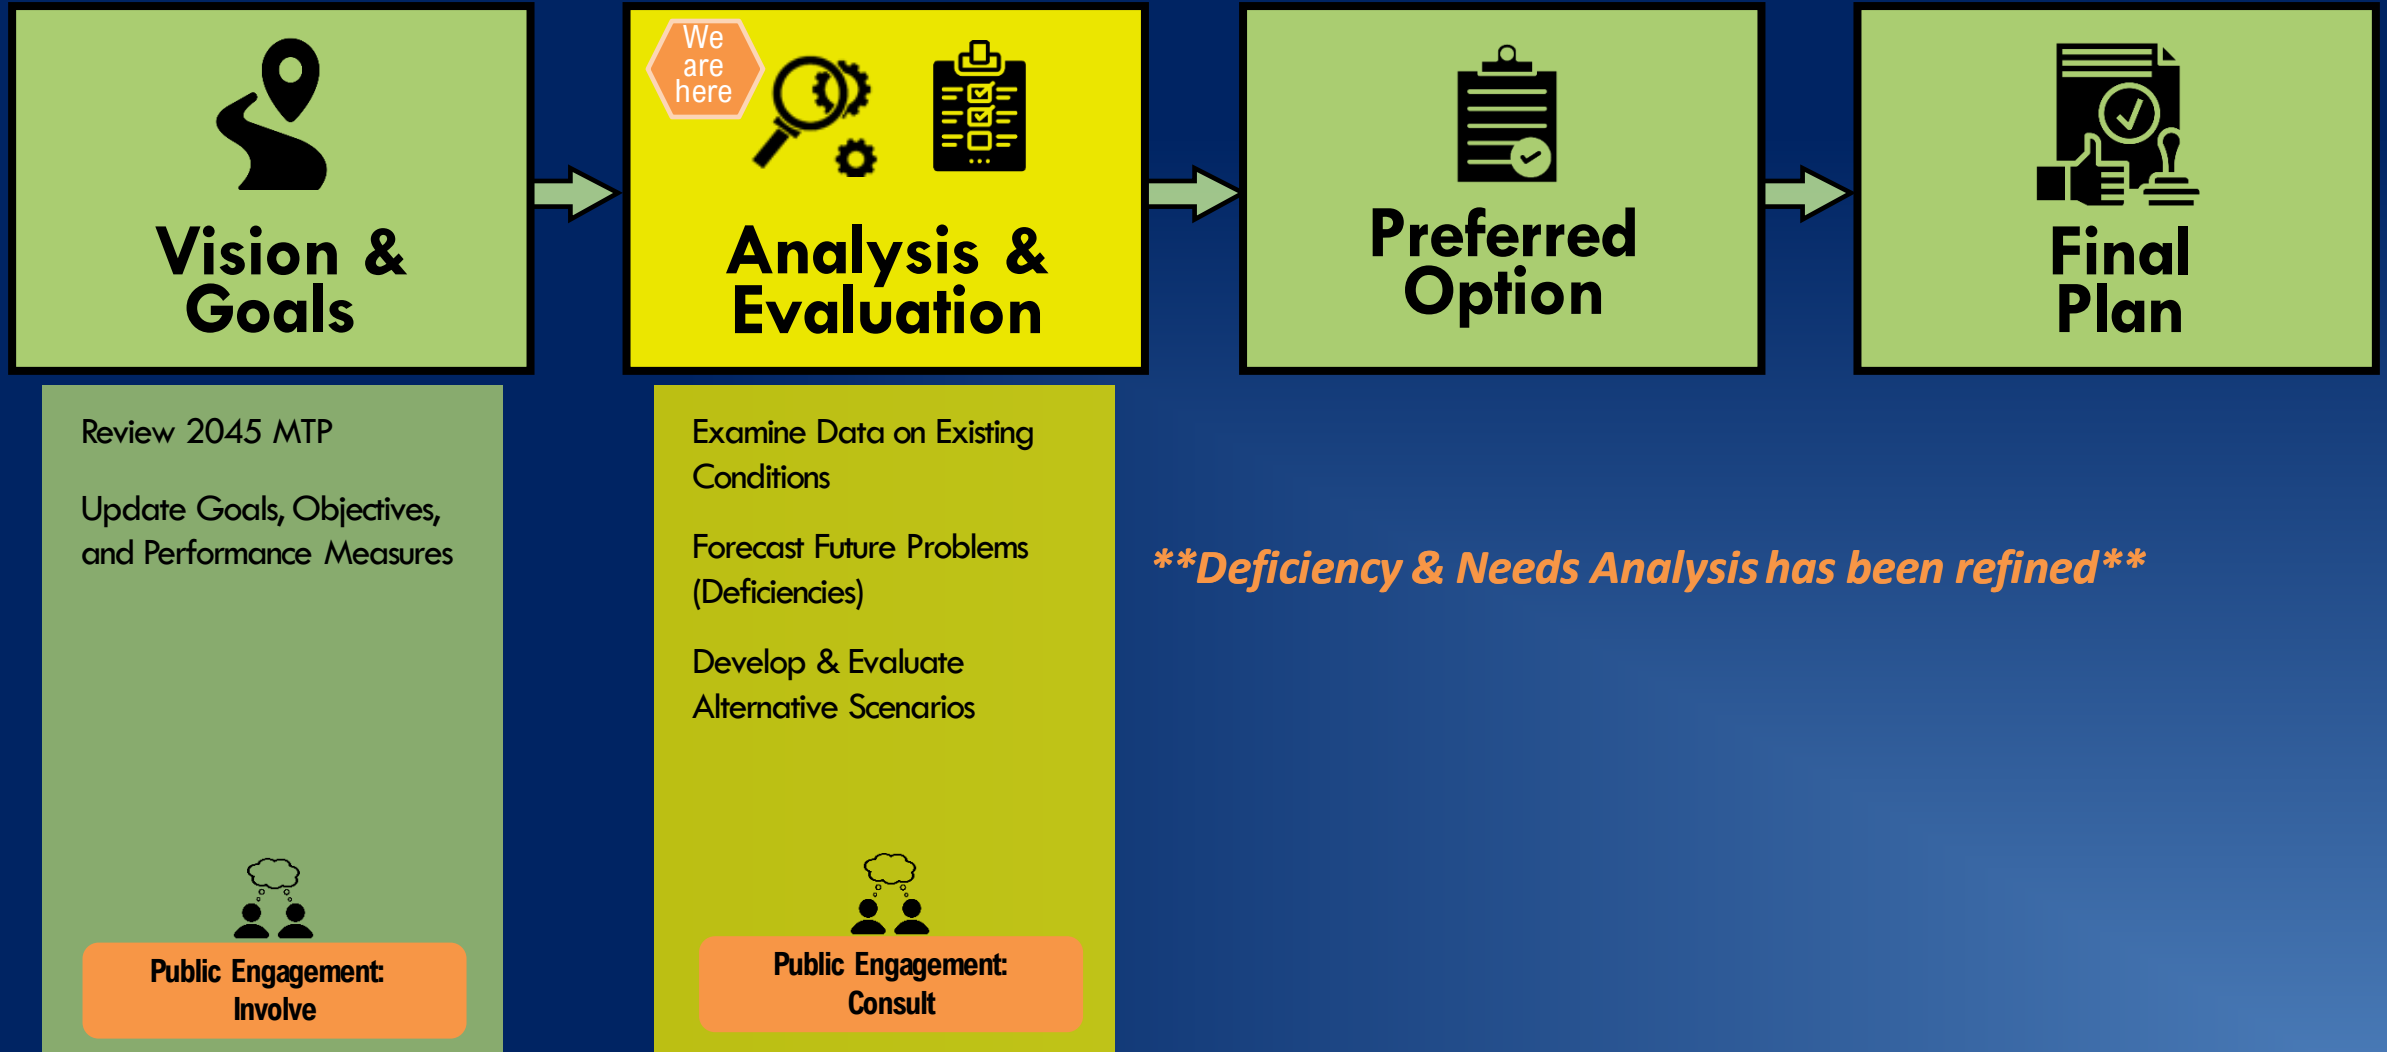 We
are
here
Vision &
Goals
Analysis &
Evaluation
Preferred
Option
Final
Plan
Review 2045 MTP
Update Goals, Objectives,
and Performance Measures
Public Engagement:
Involve
Examine Data on Existing
Conditions
Forecast Future Problems
(Deficiencies)
Develop & Evaluate
Alternative Scenarios
Public Engagement:
Consult
**Deficiency & Needs Analysis has been refined**